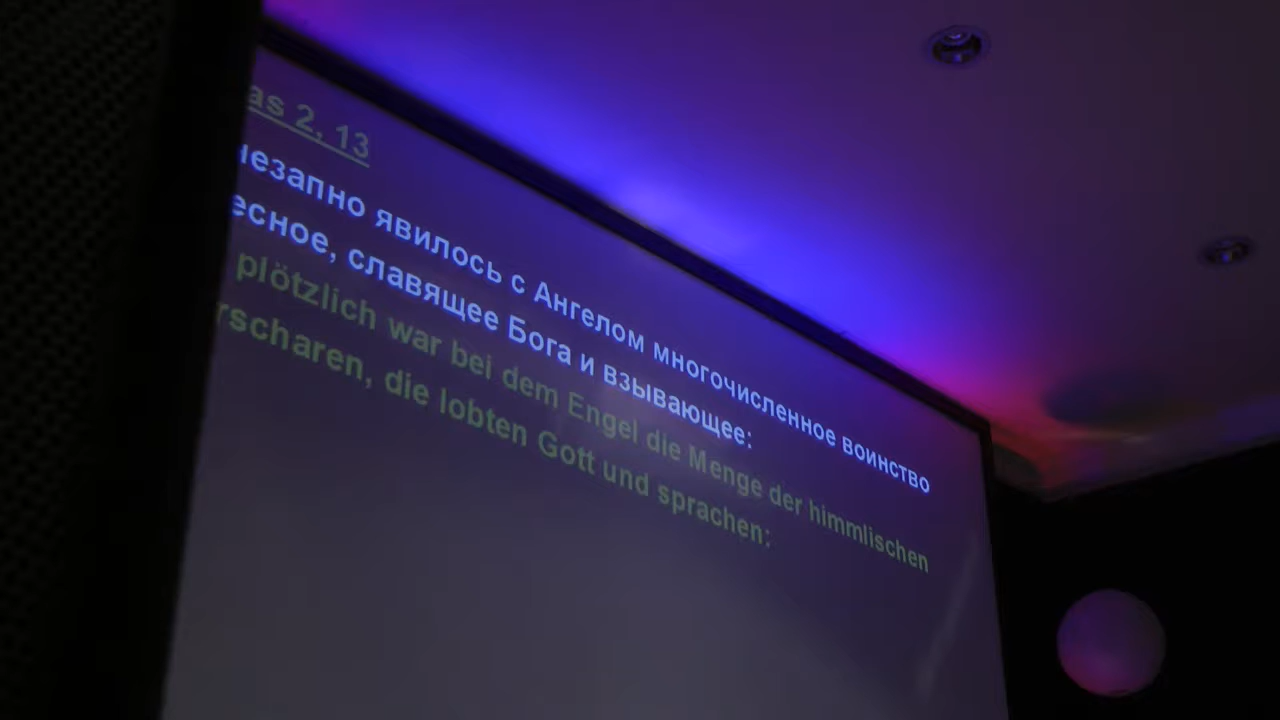 as 2, 13
незапно явилось с Ангелом многочисленное воинство
есное, славящее Бога и взывающее:
plötzlich war bei dem Engel die Menge der himmlischen
rscharen, die lobten Gott und sprachen: